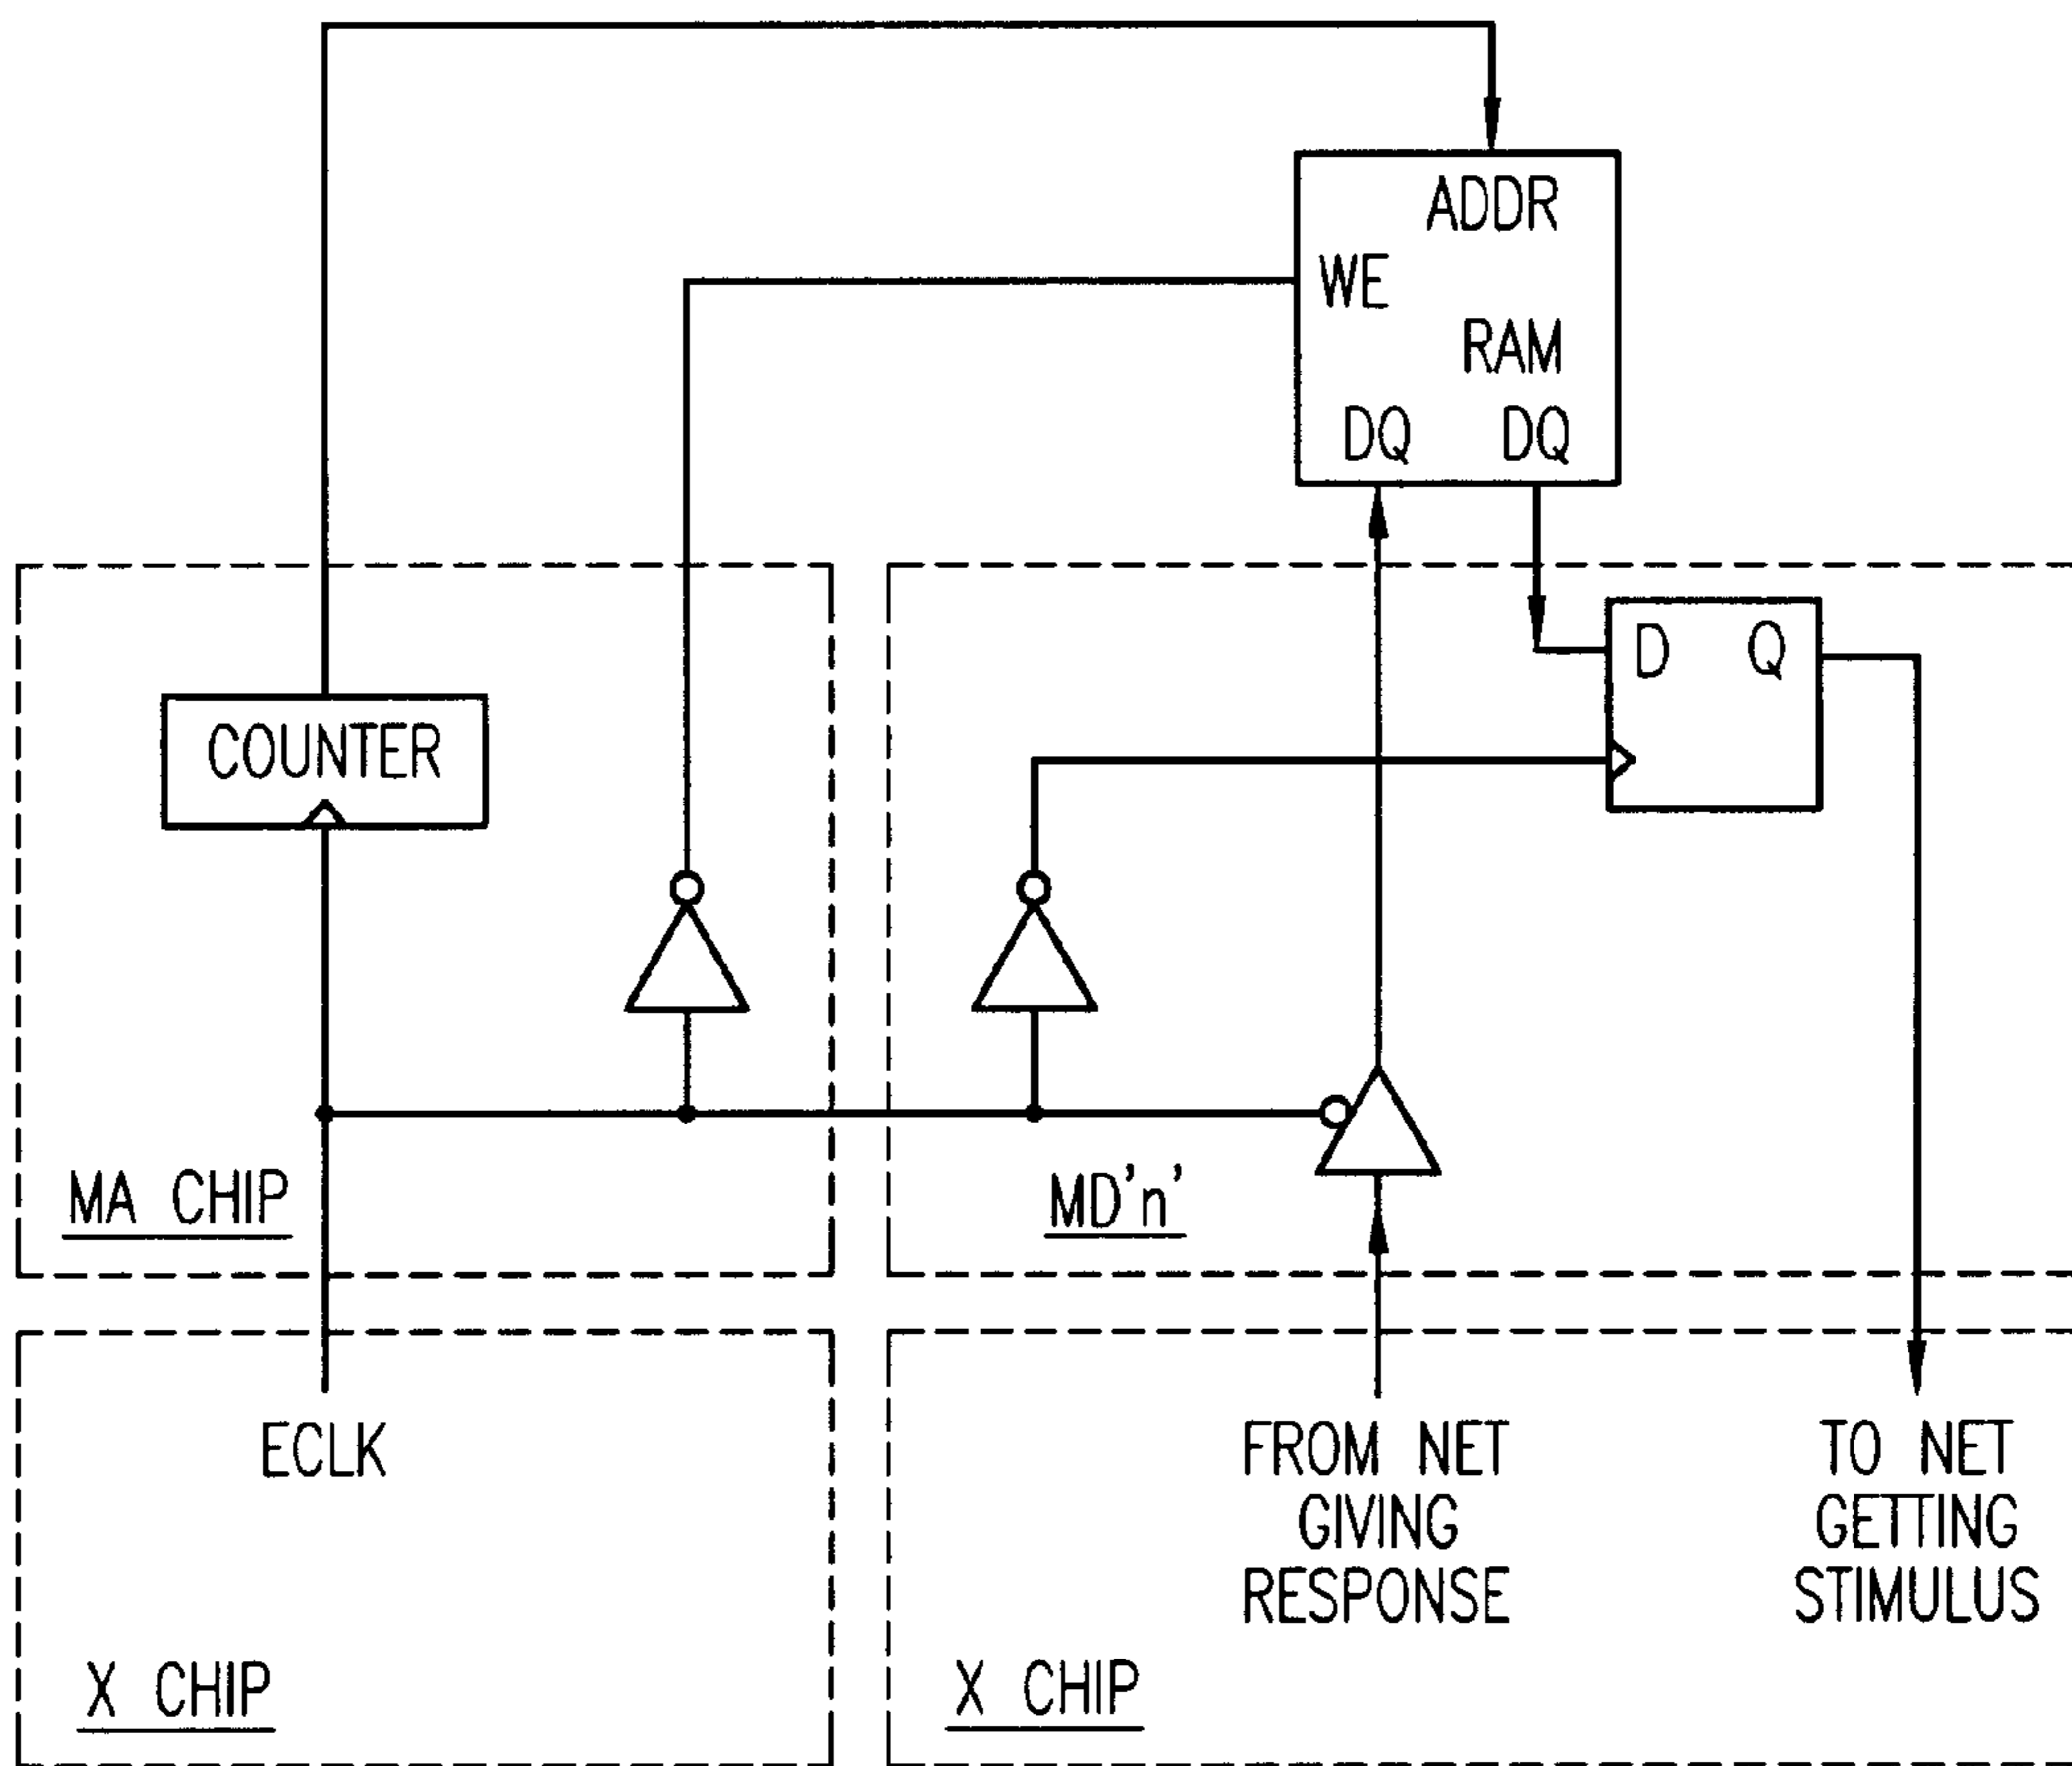 ADDR
WE
RAM
DQ DQ
D Q
COUNTER
MA CHIP
MD'n'
ECLK
FROM NET
GIVING
RESPONSE
TO NET
GETTING
STIMULUS
X CHIP
X CHIP